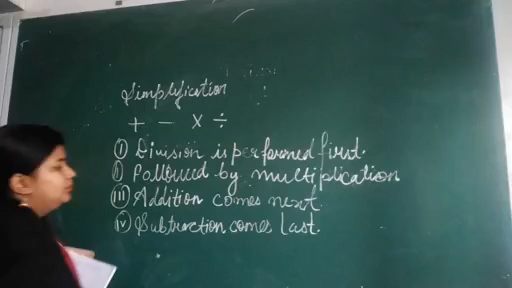 Simplification
+ - × ÷
(i) Division is performed first.
(ii) Followed by multiplication
(iii) Addition comes next.
(iv) Subtraction comes last.